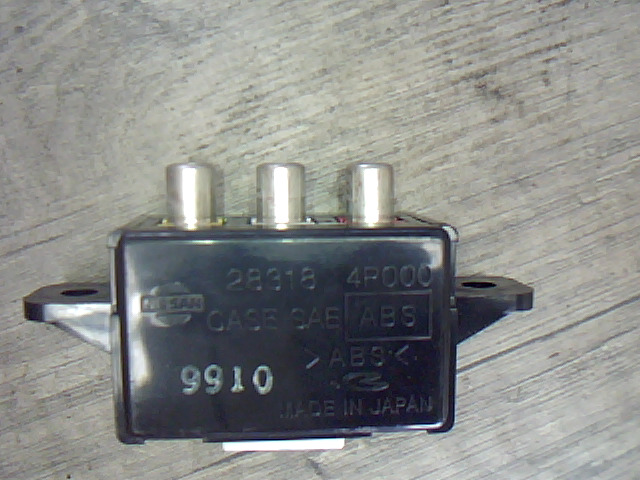 28318 4P000
NISSAN
CASE SAB ABS
>ABS<
9910
MADE IN JAPAN